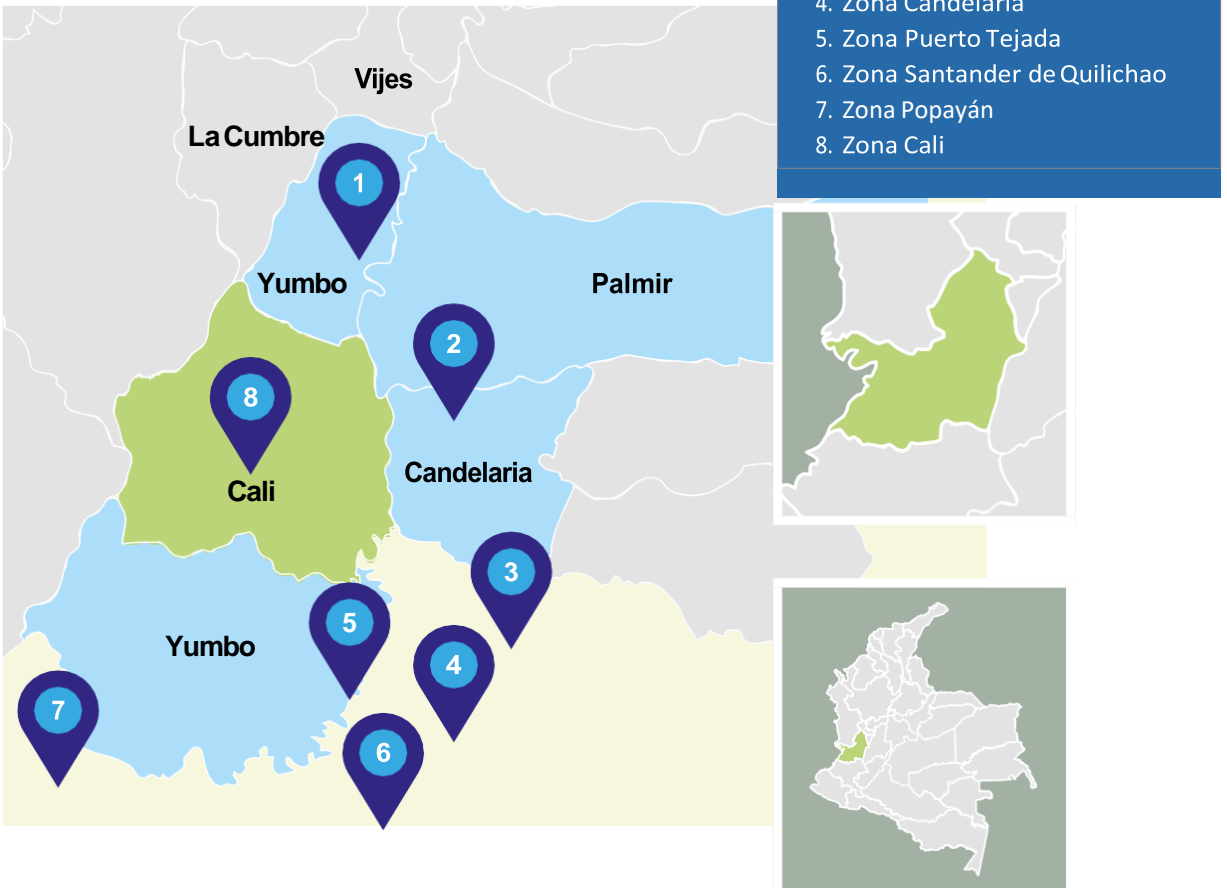 4. Zona Candelaria
5. Zona Puerto Tejada
6. Zona Santander de Quilichao
7. Zona Popayán
8. Zona Cali
Vijes
La Cumbre
1
Yumbo
Palmir
2
8
Candelaria
Cali
3
5
Yumbo
4
7
6